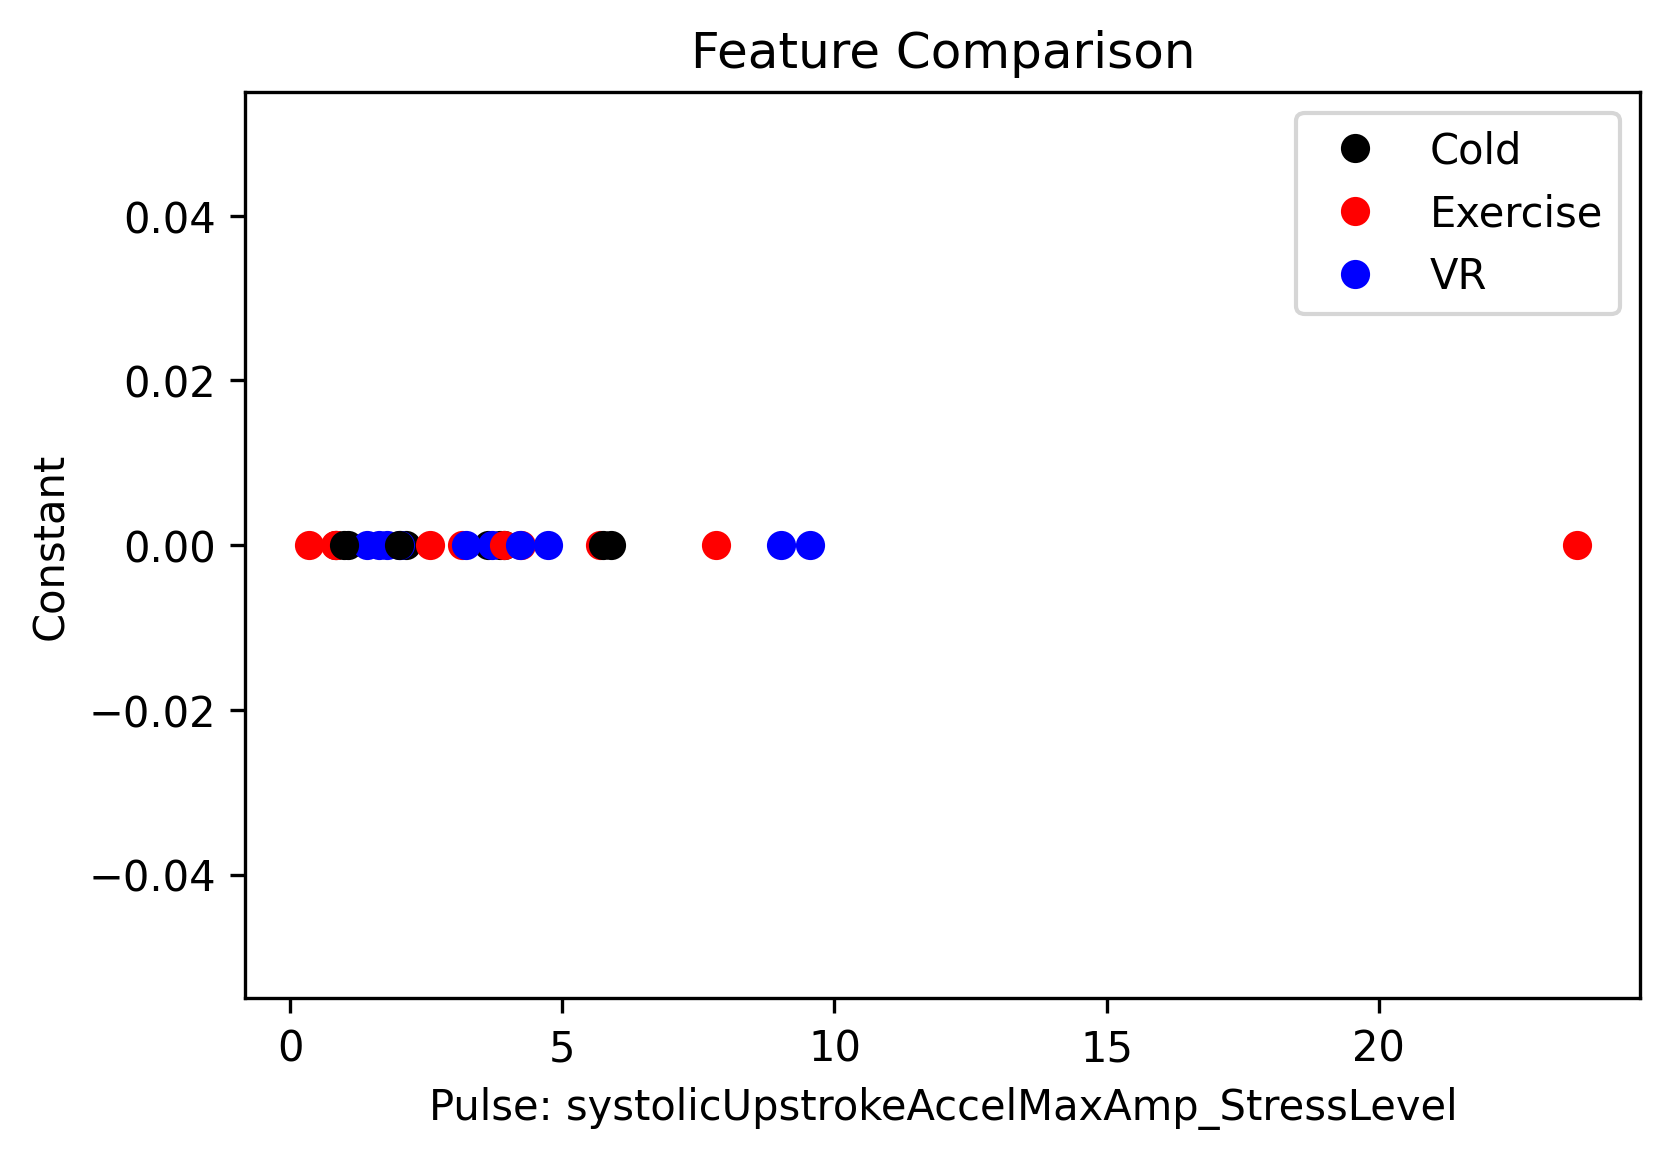 Feature Comparison
Cold
Exercise
VR
0.04
0.02
0.00
−0.02
−0.04
Constant
0 5 10 15 20
Pulse: systolicUpstrokeAccelMaxAmp_StressLevel